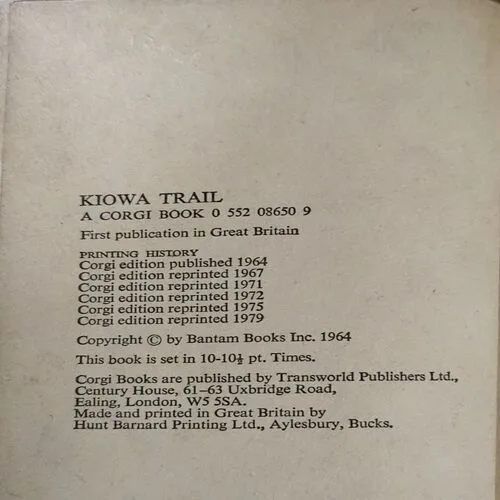 KIOWA TRAIL
A CORGI BOOK 0 552 08650 9
First publication in Great Britain
PRINTING HISTORY
Corgi edition published 1964
Corgi edition reprinted 1967
Corgi edition reprinted 1971
Corgi edition reprinted 1972
Corgi edition reprinted 1975
Corgi edition reprinted 1979
Copyright © by Bantam Books Inc. 1964
This book is set in 10-10½ pt. Times.
Corgi Books are published by Transworld Publishers Ltd.,
Century House, 61–63 Uxbridge Road,
Ealing, London, W5 5SA.
Made and printed in Great Britain by
Hunt Barnard Printing Ltd., Aylesbury, Bucks.